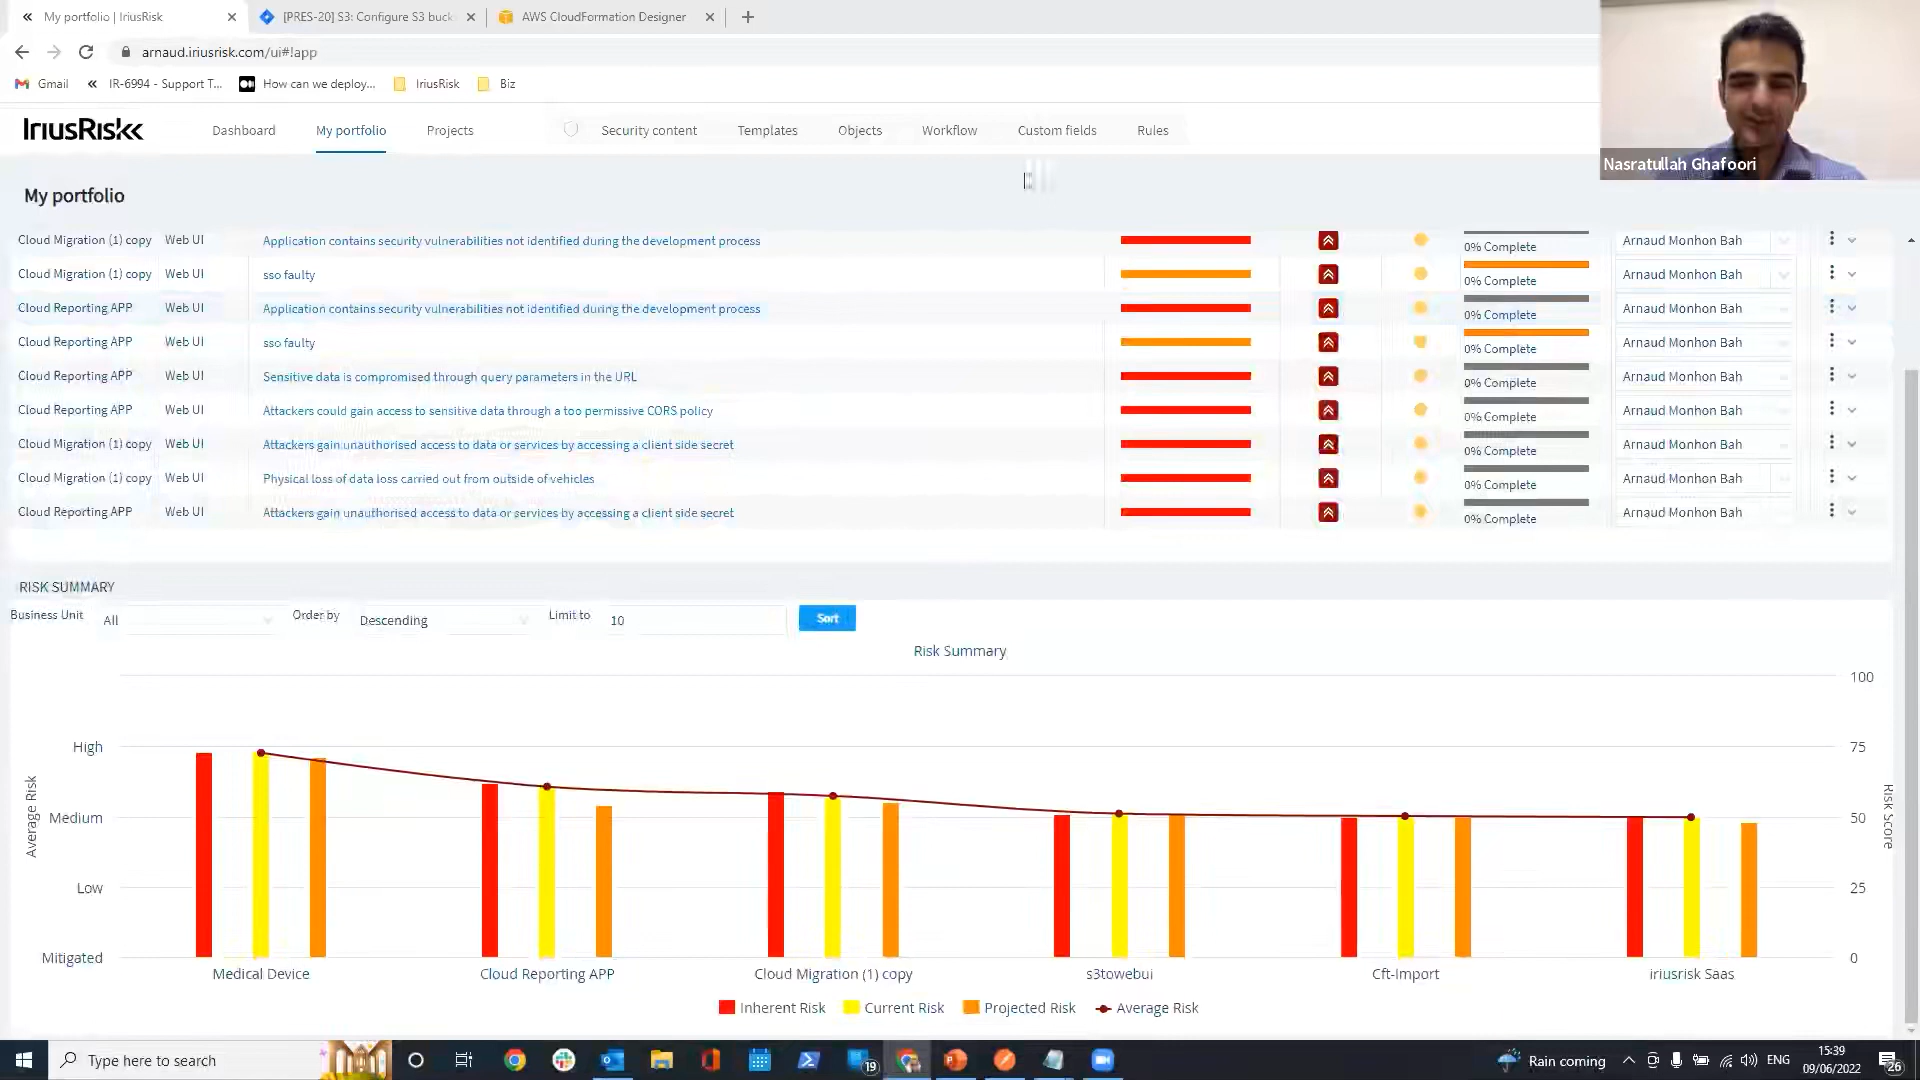 My portfolio | IriusRisk
[PRES-20] S3: Configure S3 buck
AWS CloudFormation Designer
arnaud.iriusrisk.com/ui#!app
Gmail
IR-6994 - Support T...
How can we deploy...
IriusRisk
Biz
IriusRisk
Dashboard
My portfolio
Projects
Security content
Templates
Objects
Workflow
Custom fields
Rules
Nasratullah Ghafoori
My portfolio
Cloud Migration (1) copy Web UI Application contains security vulnerabilities not identified during the development process 0% Complete Arnaud Monhon Bah
Cloud Migration (1) copy Web UI sso faulty 0% Complete Arnaud Monhon Bah
Cloud Reporting APP Web UI Application contains security vulnerabilities not identified during the development process 0% Complete Arnaud Monhon Bah
Cloud Reporting APP Web UI sso faulty 0% Complete Arnaud Monhon Bah
Cloud Reporting APP Web UI Sensitive data is compromised through query parameters in the URL 0% Complete Arnaud Monhon Bah
Cloud Reporting APP Web UI Attackers could gain access to sensitive data through a too permissive CORS policy 0% Complete Arnaud Monhon Bah
Cloud Migration (1) copy Web UI Attackers gain unauthorised access to data or services by accessing a client side secret 0% Complete Arnaud Monhon Bah
Cloud Migration (1) copy Web UI Physical loss of data loss carried out from outside of vehicles 0% Complete Arnaud Monhon Bah
Cloud Reporting APP Web UI Attackers gain unauthorised access to data or services by accessing a client side secret 0% Complete Arnaud Monhon Bah
RISK SUMMARY
Business Unit All Order by Descending Limit to 10 Sort
Risk Summary
100
High 75
Medium 50
Low 25
Mitigated 0
Average Risk
Risk Score
Medical Device Cloud Reporting APP Cloud Migration (1) copy s3towebui Cft-Import iriusrisk Saas
Inherent Risk Current Risk Projected Risk Average Risk
Type here to search
19
Rain coming
ENG
15:39
09/06/2022
26